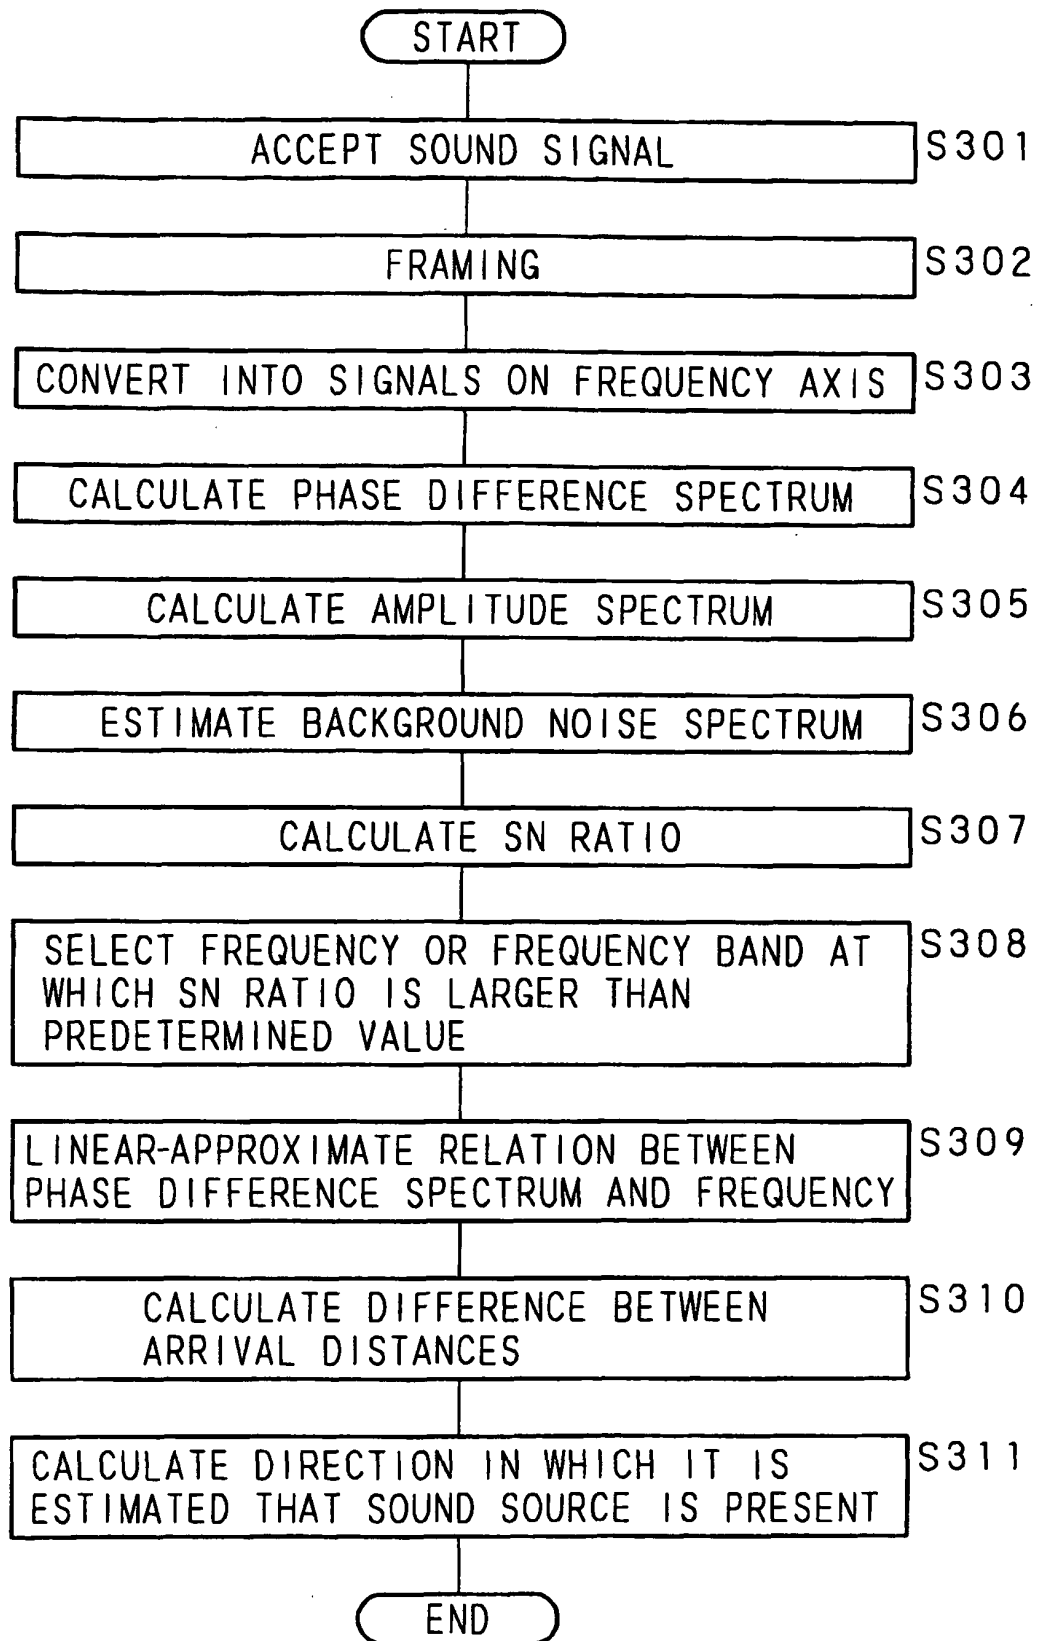 START
ACCEPT SOUND SIGNAL
S301
FRAMING
S302
CONVERT INTO SIGNALS ON FREQUENCY AXIS
S303
CALCULATE PHASE DIFFERENCE SPECTRUM
S304
CALCULATE AMPLITUDE SPECTRUM
S305
ESTIMATE BACKGROUND NOISE SPECTRUM
S306
CALCULATE SN RATIO
S307
SELECT FREQUENCY OR FREQUENCY BAND AT
WHICH SN RATIO IS LARGER THAN
PREDETERMINED VALUE
S308
LINEAR-APPROXIMATE RELATION BETWEEN
PHASE DIFFERENCE SPECTRUM AND FREQUENCY
S309
CALCULATE DIFFERENCE BETWEEN
ARRIVAL DISTANCES
S310
CALCULATE DIRECTION IN WHICH IT IS
ESTIMATED THAT SOUND SOURCE IS PRESENT
S311
END